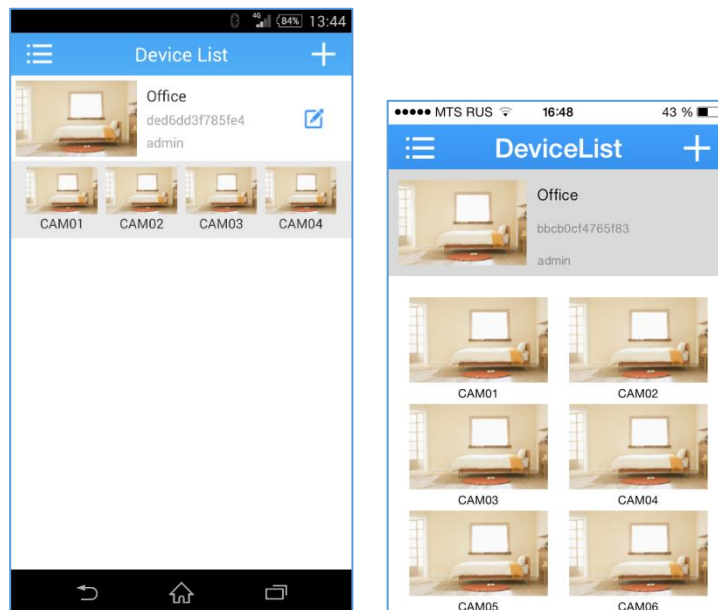 4G 84% 13:44
Device List
Office
ded6dd3f785fe4
admin
CAM01 CAM02 CAM03 CAM04
MTS RUS 16:48 43 %
DeviceList
Office
bbcb0cf4765f83
admin
CAM01 CAM02
CAM03 CAM04
CAM05 CAM06